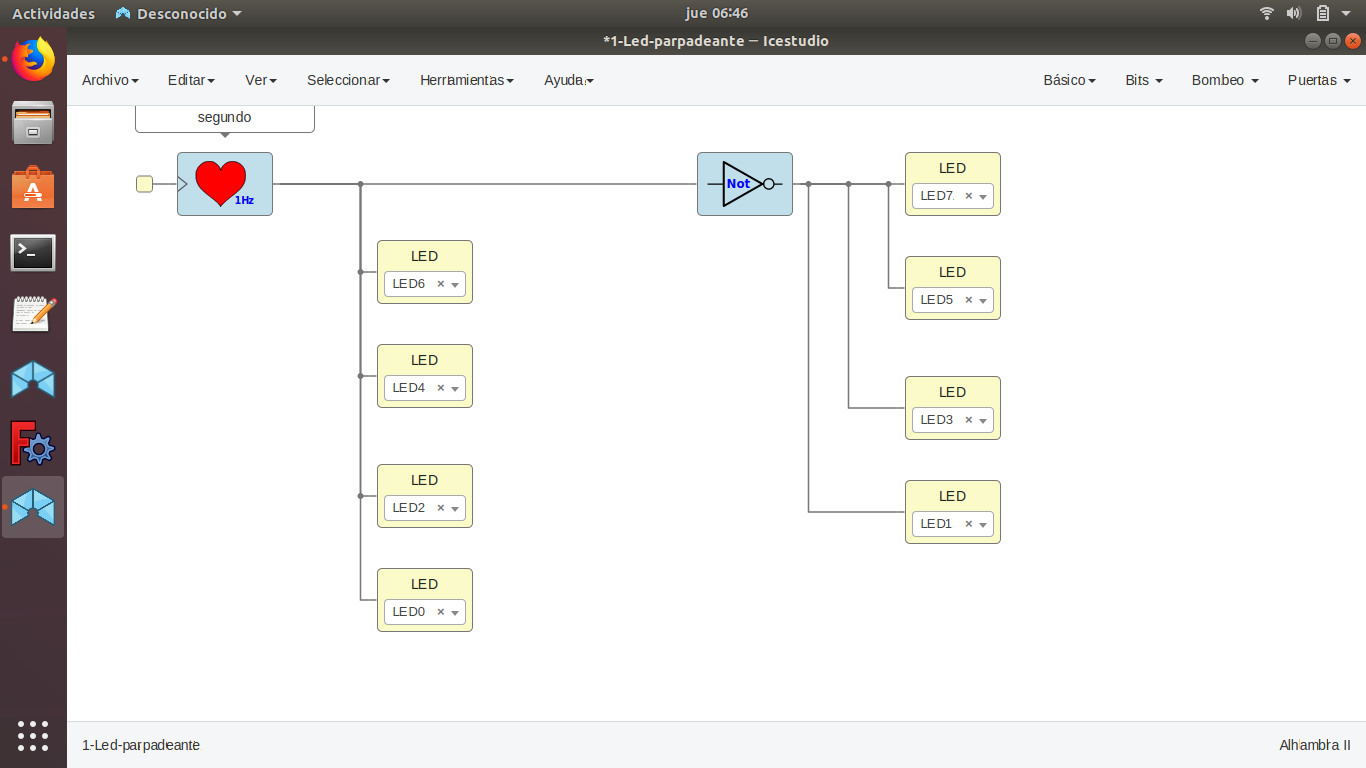 Actividades
Desconocido
jue 06:46
*1-Led-parpadeante — Icestudio
Archivo
Editar
Ver
Seleccionar
Herramientas
Ayuda
Básico
Bits
Bombeo
Puertas
segundo
1Hz
Not
LED
LED7
LED
LED6
LED
LED5
LED
LED4
LED
LED3
LED
LED2
LED
LED1
LED
LED0
1-Led-parpadeante
Alhambra II